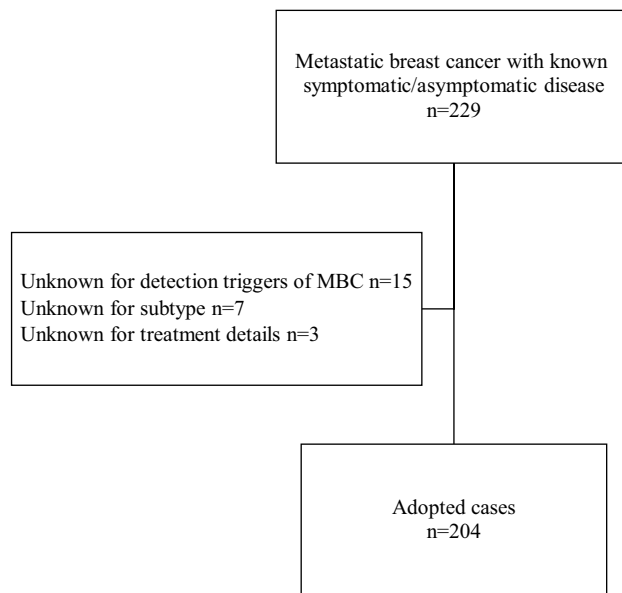 Metastatic breast cancer with known
symptomatic/asymptomatic disease
n=229
Unknown for detection triggers of MBC n=15
Unknown for subtype n=7
Unknown for treatment details n=3
Adopted cases
n=204